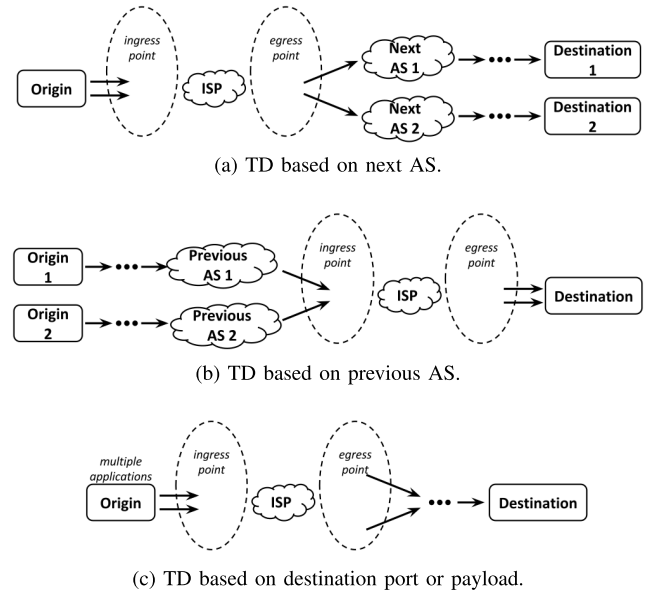 ingress
point
egress
point
Origin
ISP
Next
AS 1
Destination
1
Next
AS 2
Destination
2
(a) TD based on next AS.
Origin
1
Previous
AS 1
ingress
point
egress
point
ISP
Destination
Origin
2
Previous
AS 2
(b) TD based on previous AS.
multiple
applications
Origin
ingress
point
ISP
egress
point
Destination
(c) TD based on destination port or payload.